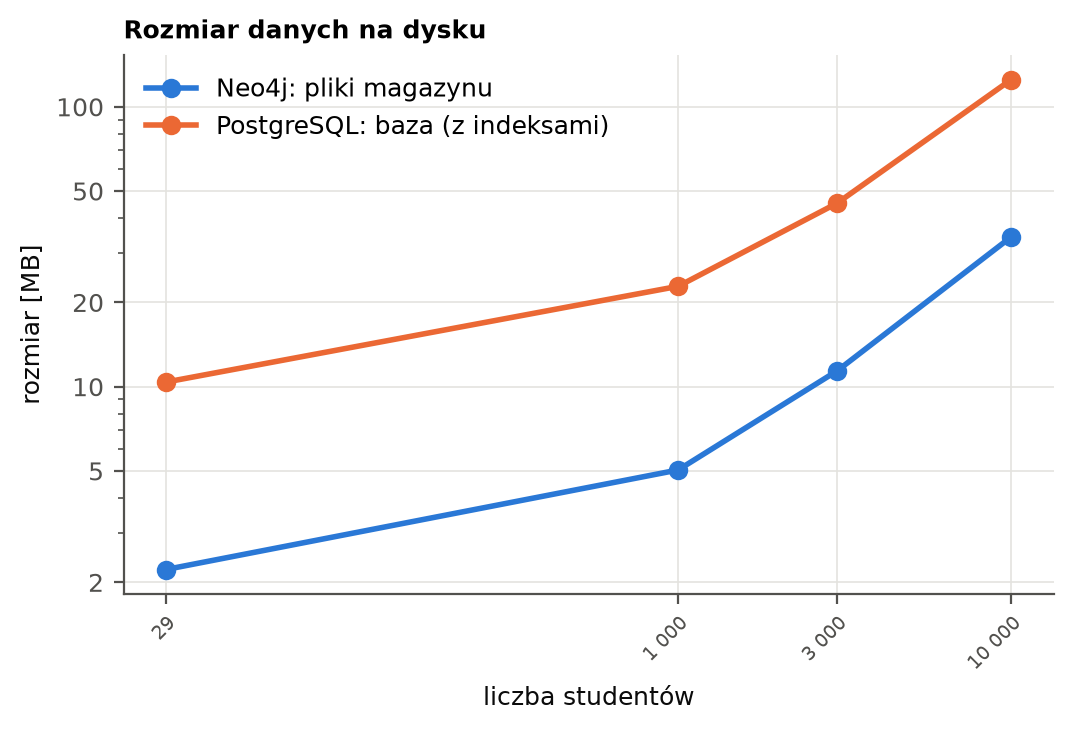 Rozmiar danych na dysku
Neo4j: pliki magazynu
PostgreSQL: baza (z indeksami)
rozmiar [MB]
100
50
20
10
5
2
29
1 000
3 000
10 000
liczba studentów